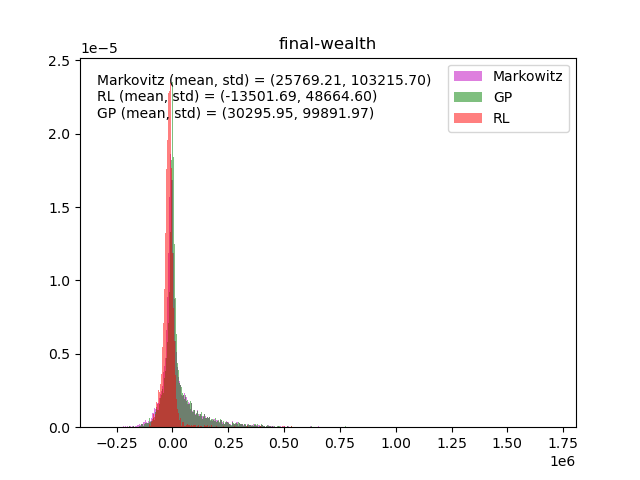 final-wealth
1e−5
Markovitz (mean, std) = (25769.21, 103215.70)
RL (mean, std) = (-13501.69, 48664.60)
GP (mean, std) = (30295.95, 99891.97)
Markowitz
GP
RL
2.5
2.0
1.5
1.0
0.5
0.0
−0.25 0.00 0.25 0.50 0.75 1.00 1.25 1.50 1.75
1e6